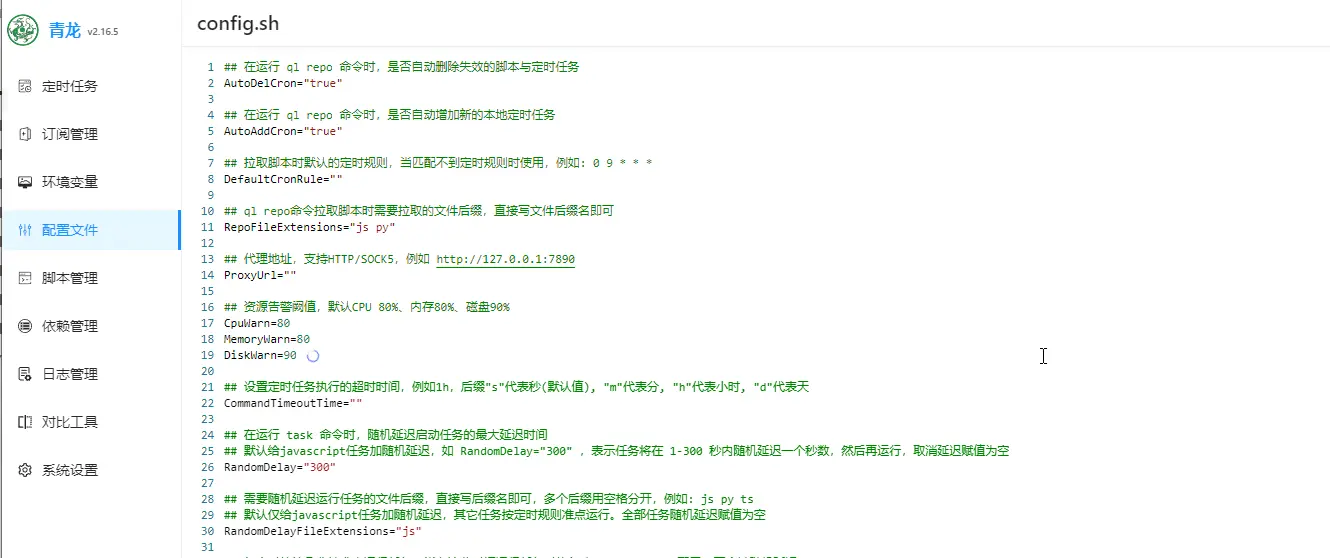 青龙 v2.16.5
config.sh
定时任务
订阅管理
环境变量
配置文件
脚本管理
依赖管理
日志管理
对比工具
系统设置
1 ## 在运行 ql repo 命令时，是否自动删除失效的脚本与定时任务
2 AutoDelCron="true"
3
4 ## 在运行 ql repo 命令时，是否自动增加新的本地定时任务
5 AutoAddCron="true"
6
7 ## 拉取脚本时默认的定时规则，当匹配不到定时规则时使用，例如: 0 9 * * *
8 DefaultCronRule=""
9
10 ## ql repo命令拉取脚本时需要拉取的文件后缀，直接写文件后缀名即可
11 RepoFileExtensions="js py"
12
13 ## 代理地址，支持HTTP/SOCK5，例如 http://127.0.0.1:7890
14 ProxyUrl=""
15
16 ## 资源告警阙值，默认CPU 80%、内存80%、磁盘90%
17 CpuWarn=80
18 MemoryWarn=80
19 DiskWarn=90
20
21 ## 设置定时任务执行的超时时间，例如1h，后缀"s"代表秒(默认值), "m"代表分, "h"代表小时, "d"代表天
22 CommandTimeoutTime=""
23
24 ## 在运行 task 命令时，随机延迟启动任务的最大延迟时间
25 ## 默认给javascript任务加随机延迟，如 RandomDelay="300" ，表示任务将在 1-300 秒内随机延迟一个秒数，然后再运行，取消延迟赋值为空
26 RandomDelay="300"
27
28 ## 需要随机延迟运行任务的文件后缀，直接写后缀名即可，多个后缀用空格分开，例如: js py ts
29 ## 默认仅给javascript任务加随机延迟，其它任务按定时规则准点运行。全部任务随机延迟赋值为空
30 RandomDelayFileExtensions="js"
31